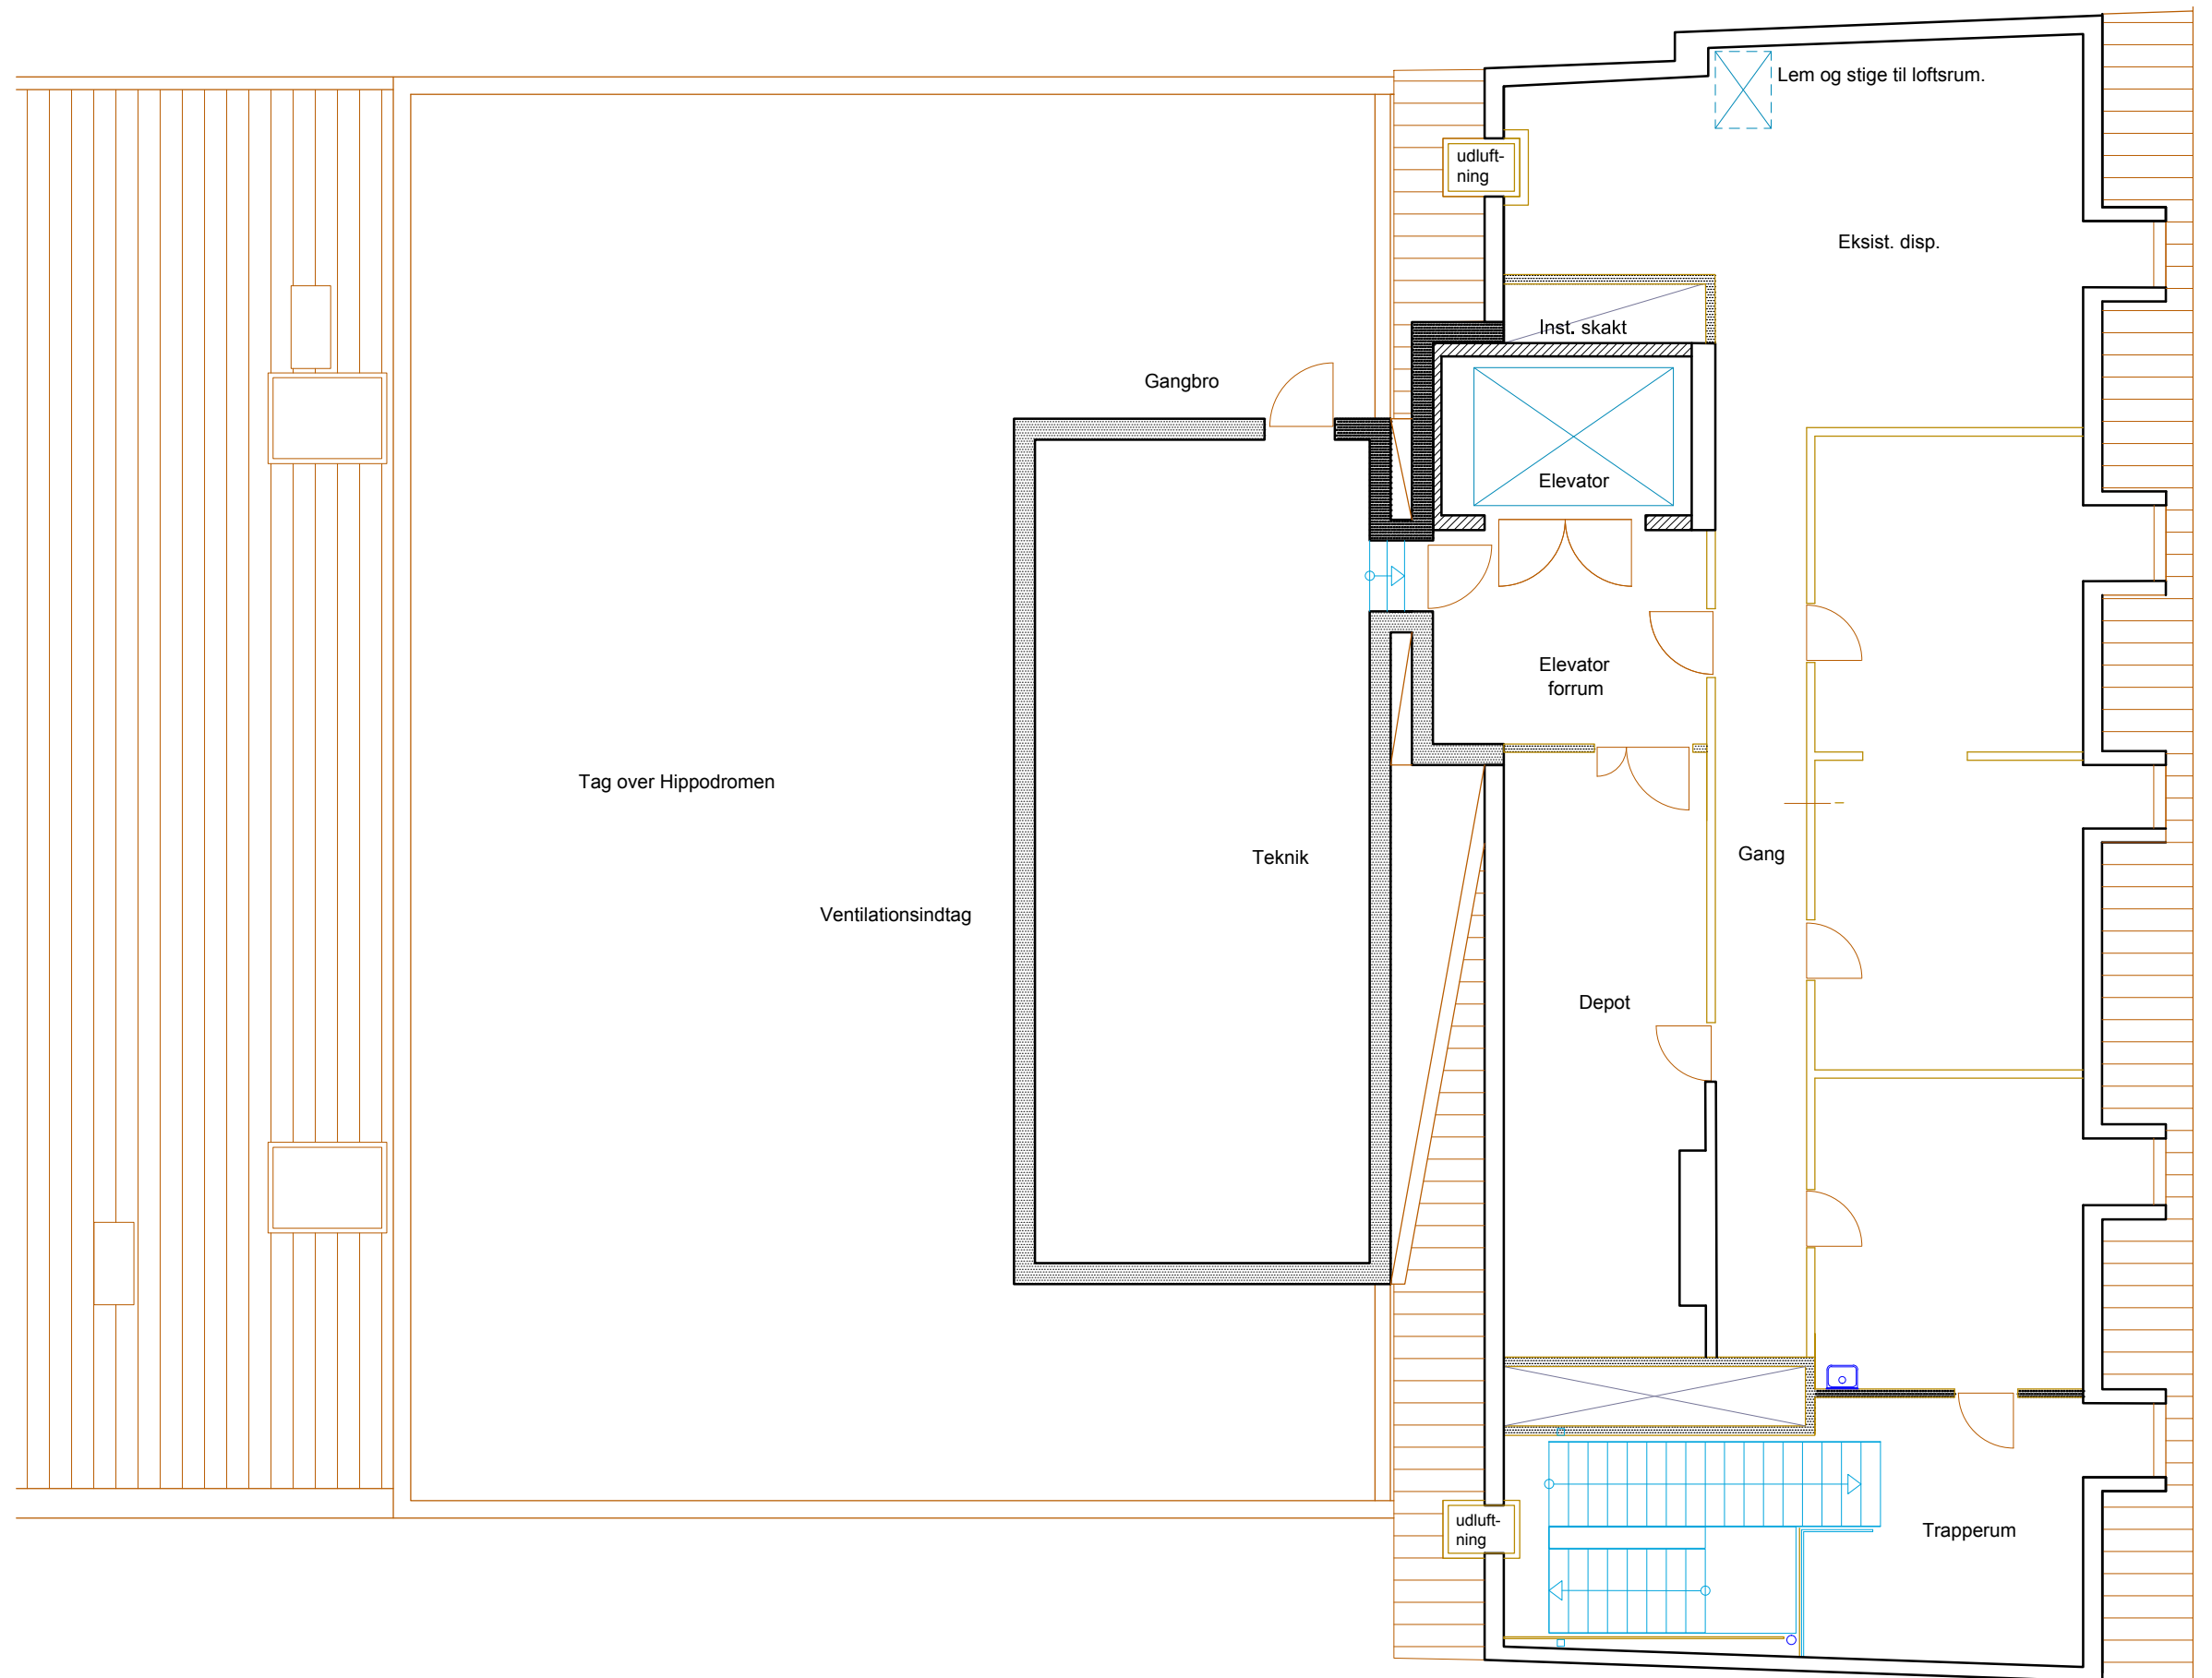 Lem og stige til loftsrum.
udluft-
ning
Eksist. disp.
Inst. skakt
Gangbro
Elevator
Elevator
forrum
Tag over Hippodromen
Teknik
Gang
Ventilationsindtag
Depot
udluft-
ning
Trapperum